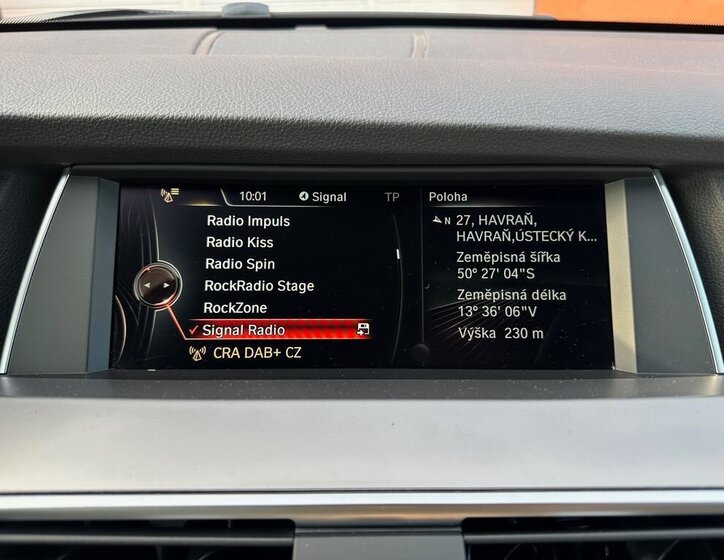 10:01 Signal TP
Radio Impuls
Radio Kiss
Radio Spin
RockRadio Stage
RockZone
Signal Radio
CRA DAB+ CZ
Poloha
N 27, HAVRAŇ,
HAVRAŇ,ÚSTECKÝ K...
Zeměpisná šířka
50° 27' 04"S
Zeměpisná délka
13° 36' 06"V
Výška 230 m